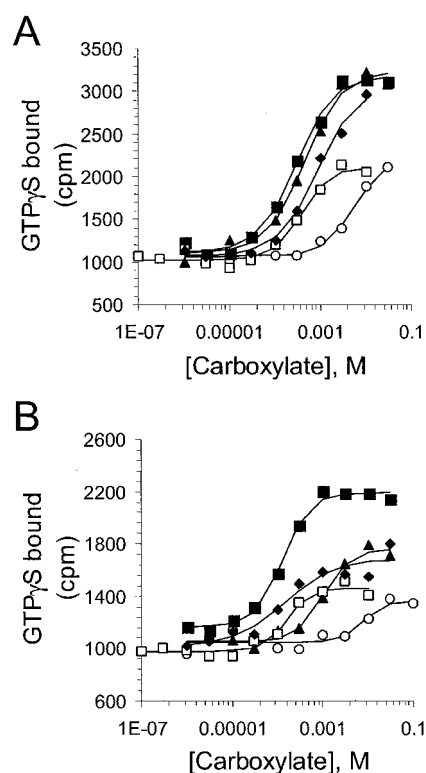 A
3500
3000
2500
2000
1500
1000
500
GTPγS bound
(cpm)
1E-07 0.00001 0.001 0.1
[Carboxylate], M
B
2600
2200
1800
1400
1000
600
GTPγS bound
(cpm)
1E-07 0.00001 0.001 0.1
[Carboxylate], M